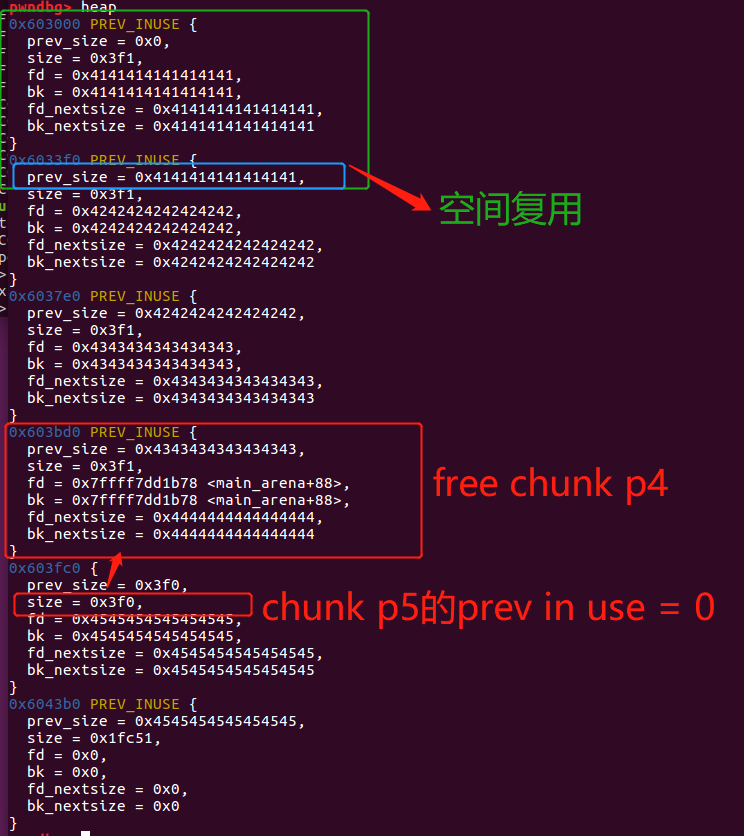 pwndbg> heap
0x603000 PREV_INUSE {
prev_size = 0x0,
size = 0x3f1,
fd = 0x4141414141414141,
bk = 0x4141414141414141,
fd_nextsize = 0x4141414141414141,
bk_nextsize = 0x4141414141414141
}
0x6033f0 PREV_INUSE {
prev_size = 0x4141414141414141,
size = 0x3f1,
fd = 0x4242424242424242,
bk = 0x4242424242424242,
fd_nextsize = 0x4242424242424242,
bk_nextsize = 0x4242424242424262
}
空间复用
0x6037e0 PREV_INUSE {
prev_size = 0x4242424242424242,
size = 0x3f1,
fd = 0x4343434343434343,
bk = 0x4343434343434343,
fd_nextsize = 0x4343434343434343,
bk_nextsize = 0x4343434343434343
}
0x603bd0 PREV_INUSE {
prev_size = 0x4343434343434343,
size = 0x3f1,
fd = 0x7ffff7dd1b78 <main_arena+88>,
bk = 0x7ffff7dd1b78 <main_arena+88>,
fd_nextsize = 0x4444444444444444,
bk_nextsize = 0x4444444444444444
}
free chunk p4
0x603fc0 {
prev_size = 0x3f0,
size = 0x3f0,
fd = 0x4545454545454545,
bk = 0x4545454545454545,
fd_nextsize = 0x4545454545454545,
bk_nextsize = 0x4545454545454545
}
chunk p5的prev in use = 0
0x6043b0 PREV_INUSE {
prev_size = 0x4545454545454545,
size = 0x1fc51,
fd = 0x0,
bk = 0x0,
fd_nextsize = 0x0,
bk_nextsize = 0x0
}